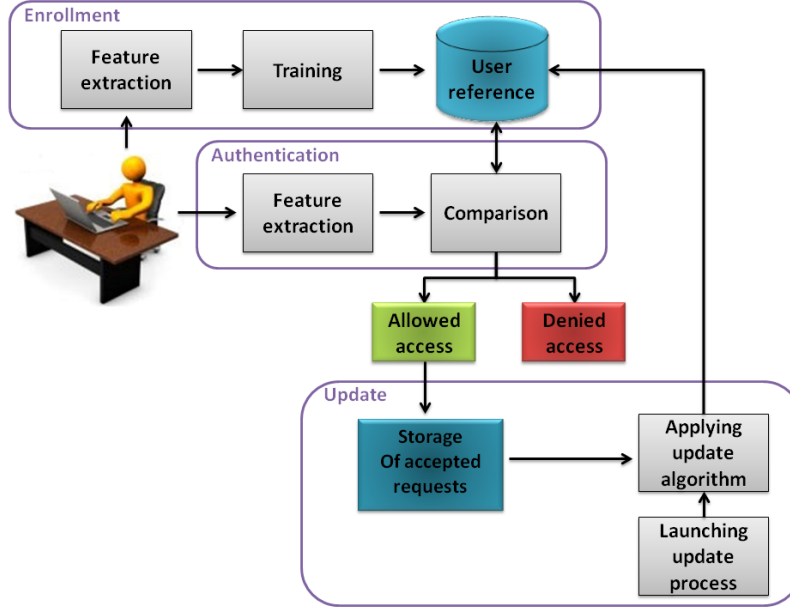 Enrollment
Feature
extraction
Training
User
reference
Authentication
Feature
extraction
Comparison
Allowed
access
Denied
access
Update
Storage
Of accepted
requests
Applying
update
algorithm
Launching
update
process